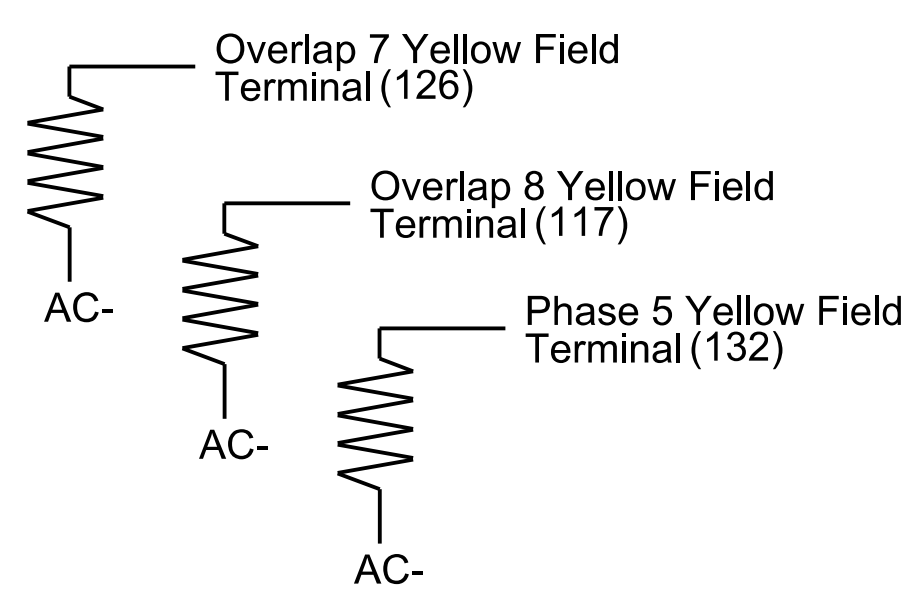 Overlap 7 Yellow Field
Terminal (126)
AC-
Overlap 8 Yellow Field
Terminal (117)
AC-
Phase 5 Yellow Field
Terminal (132)
AC-